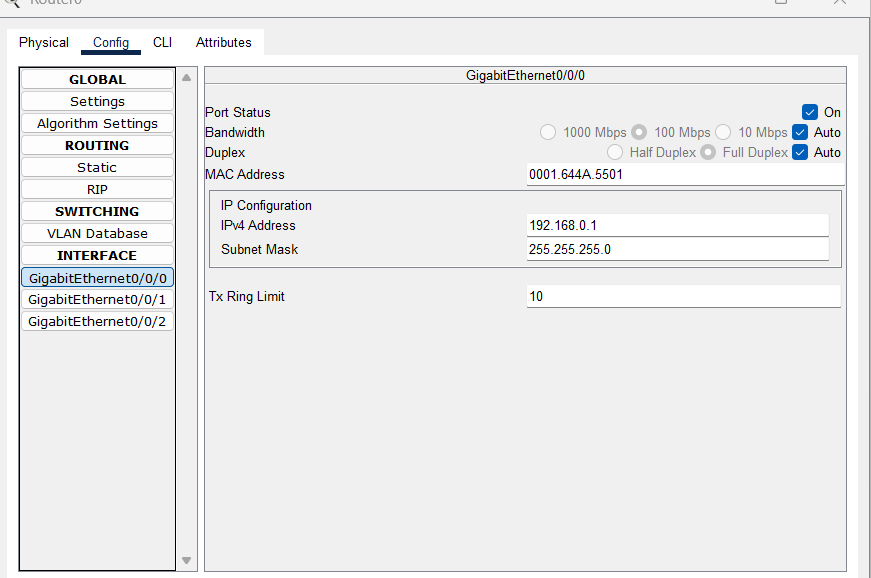 Router0
Physical Config CLI Attributes
GLOBAL
Settings
Algorithm Settings
ROUTING
Static
RIP
SWITCHING
VLAN Database
INTERFACE
GigabitEthernet0/0/0
GigabitEthernet0/0/1
GigabitEthernet0/0/2
GigabitEthernet0/0/0
Port Status On
Bandwidth 1000 Mbps 100 Mbps 10 Mbps Auto
Duplex Half Duplex Full Duplex Auto
MAC Address 0001.644A.5501
IP Configuration
IPv4 Address 192.168.0.1
Subnet Mask 255.255.255.0
Tx Ring Limit 10